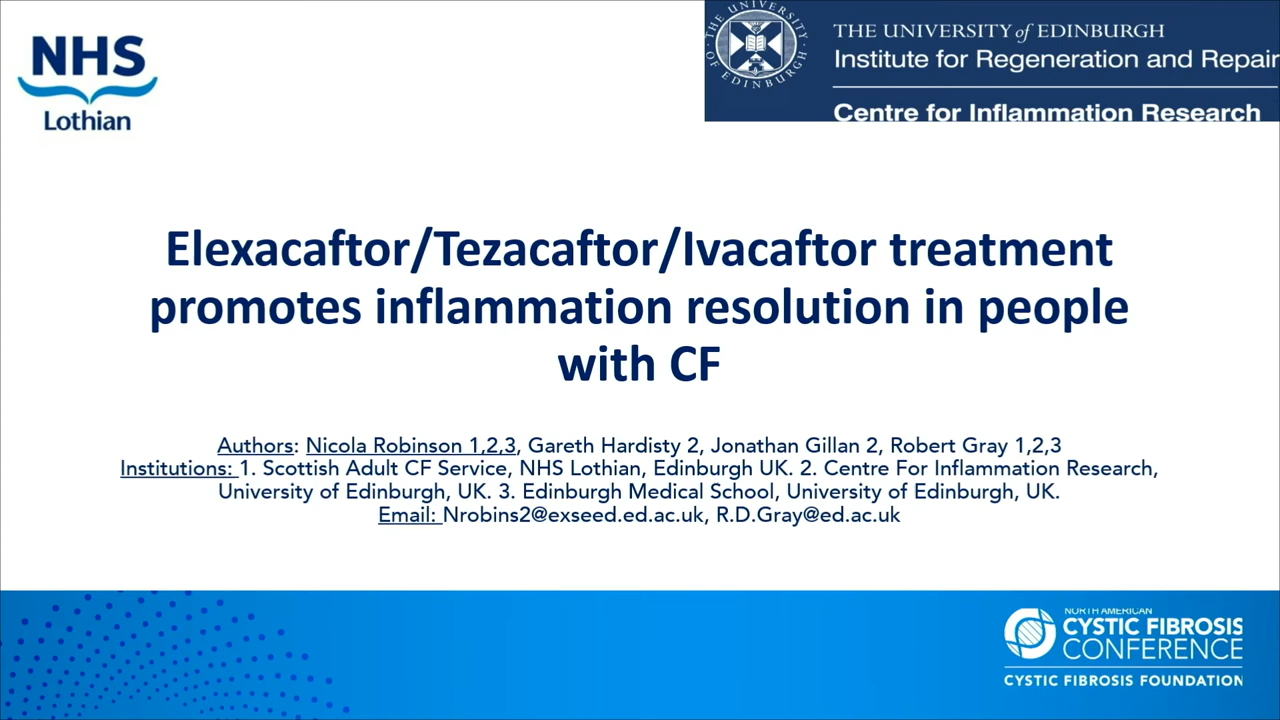 NHS
Lothian
THE UNIVERSITY OF EDINBURGH
THE UNIVERSITY of EDINBURGH
Institute for Regeneration and Repair
Centre for Inflammation Research
Elexacaftor/Tezacaftor/Ivacaftor treatment
promotes inflammation resolution in people
with CF
Authors: Nicola Robinson 1,2,3, Gareth Hardisty 2, Jonathan Gillan 2, Robert Gray 1,2,3
Institutions: 1. Scottish Adult CF Service, NHS Lothian, Edinburgh UK. 2. Centre For Inflammation Research,
University of Edinburgh, UK. 3. Edinburgh Medical School, University of Edinburgh, UK.
Email: Nrobins2@exseed.ed.ac.uk, R.D.Gray@ed.ac.uk
NORTH AMERICAN
CYSTIC FIBROSIS
CONFERENCE
CYSTIC FIBROSIS FOUNDATION